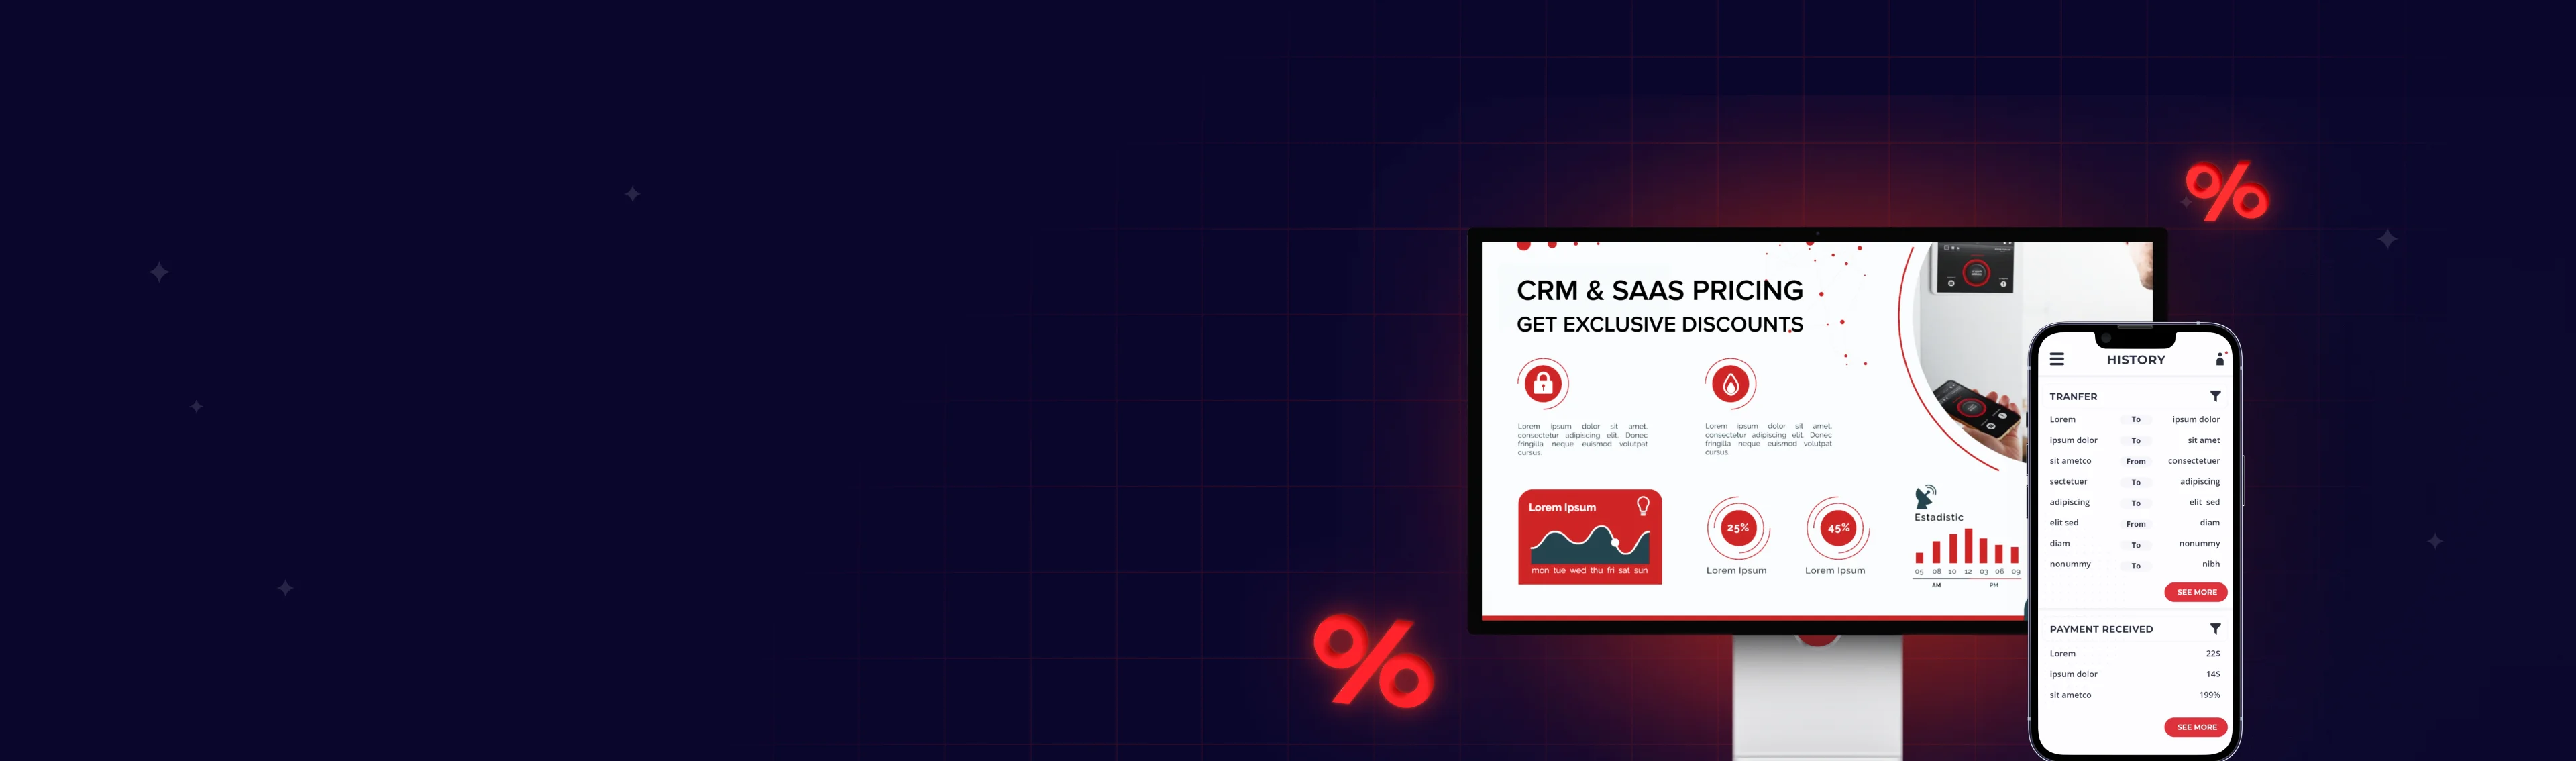 %
CRM & SAAS PRICING
GET EXCLUSIVE DISCOUNTS
Lorem ipsum dolor sit amet,
consectetur adipiscing elit. Donec
fringilla neque euismod volutpat
cursus.
Lorem ipsum dolor sit amet,
consectetur adipiscing elit. Donec
fringilla neque euismod volutpat
cursus.
Lorem Ipsum
mon tue wed thu fri sat sun
25%
Lorem Ipsum
45%
Lorem Ipsum
Estadistic
05 08 10 12 03 06 09
AM PM
HISTORY
TRANFER
Lorem To ipsum dolor
ipsum dolor To sit amet
sit ametco From consectetuer
sectetuer To adipiscing
adipiscing To elit sed
elit sed From diam
diam To nonummy
nonummy To nibh
SEE MORE
PAYMENT RECEIVED
Lorem 22$
ipsum dolor 14$
sit ametco 199%
SEE MORE
%